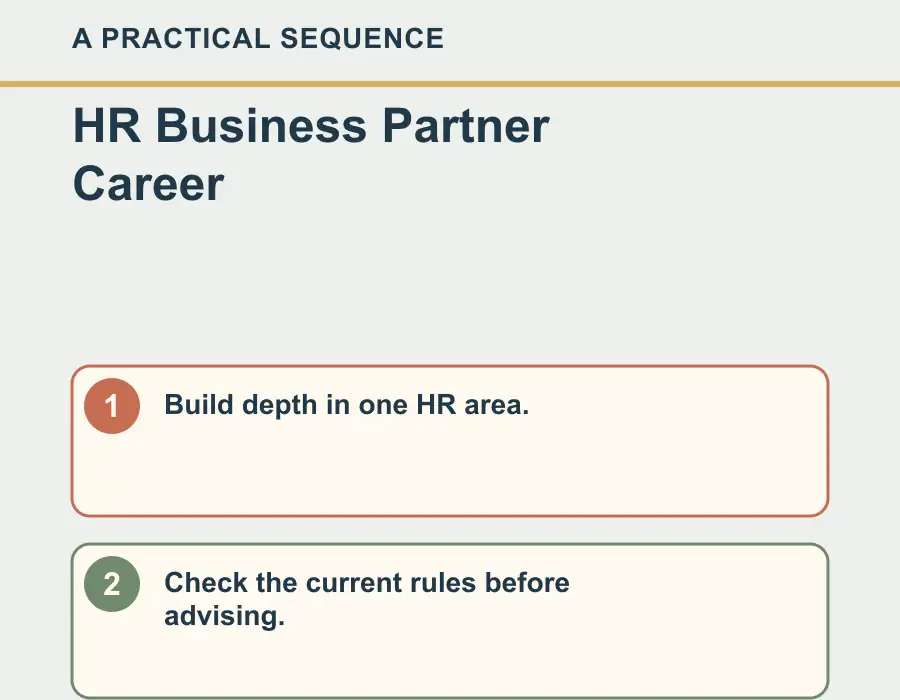 A PRACTICAL SEQUENCE
HR Business Partner
Career
1
Build depth in one HR area.
2
Check the current rules before
advising.